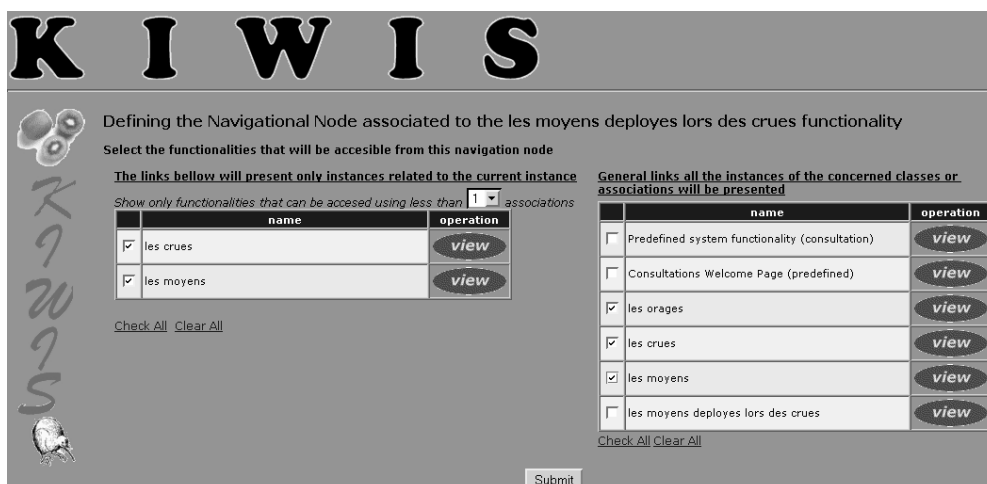 K I W I S
KIWIS
Defining the Navigational Node associated to the les moyens deployes lors des crues functionality
Select the functionalities that will be accesible from this navigation node
The links bellow will present only instances related to the current instance
Show only functionalities that can be accesed using less than 1 associations
name operation
les crues view
les moyens view
Check All Clear All
General links all the instances of the concerned classes or
associations will be presented
name operation
Predefined system functionality (consultation) view
Consultations Welcome Page (predefined) view
les orages view
les crues view
les moyens view
les moyens deployes lors des crues view
Check All Clear All
Submit